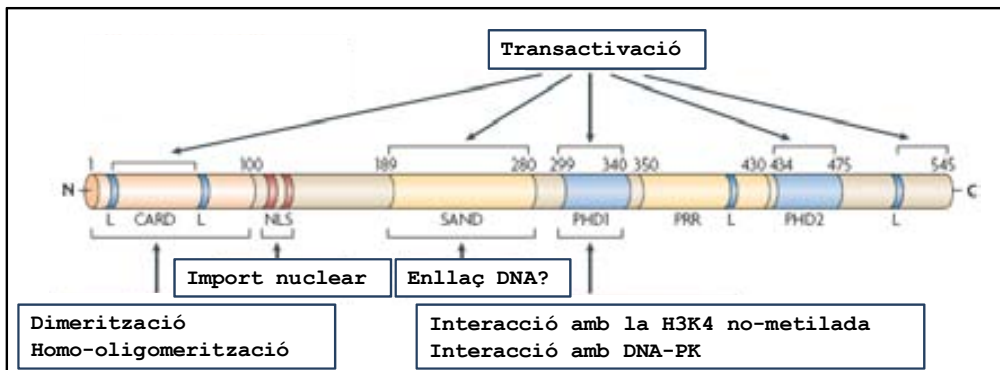 Transactivació
1 100 189 280 299 340 350 430 434 475 545
N C
L CARD L NLS SAND PHD1 PRR L PHD2 L
Import nuclear Enllaç DNA?
Dimerització
Homo-oligomerització
Interacció amb la H3K4 no-metilada
Interacció amb DNA-PK